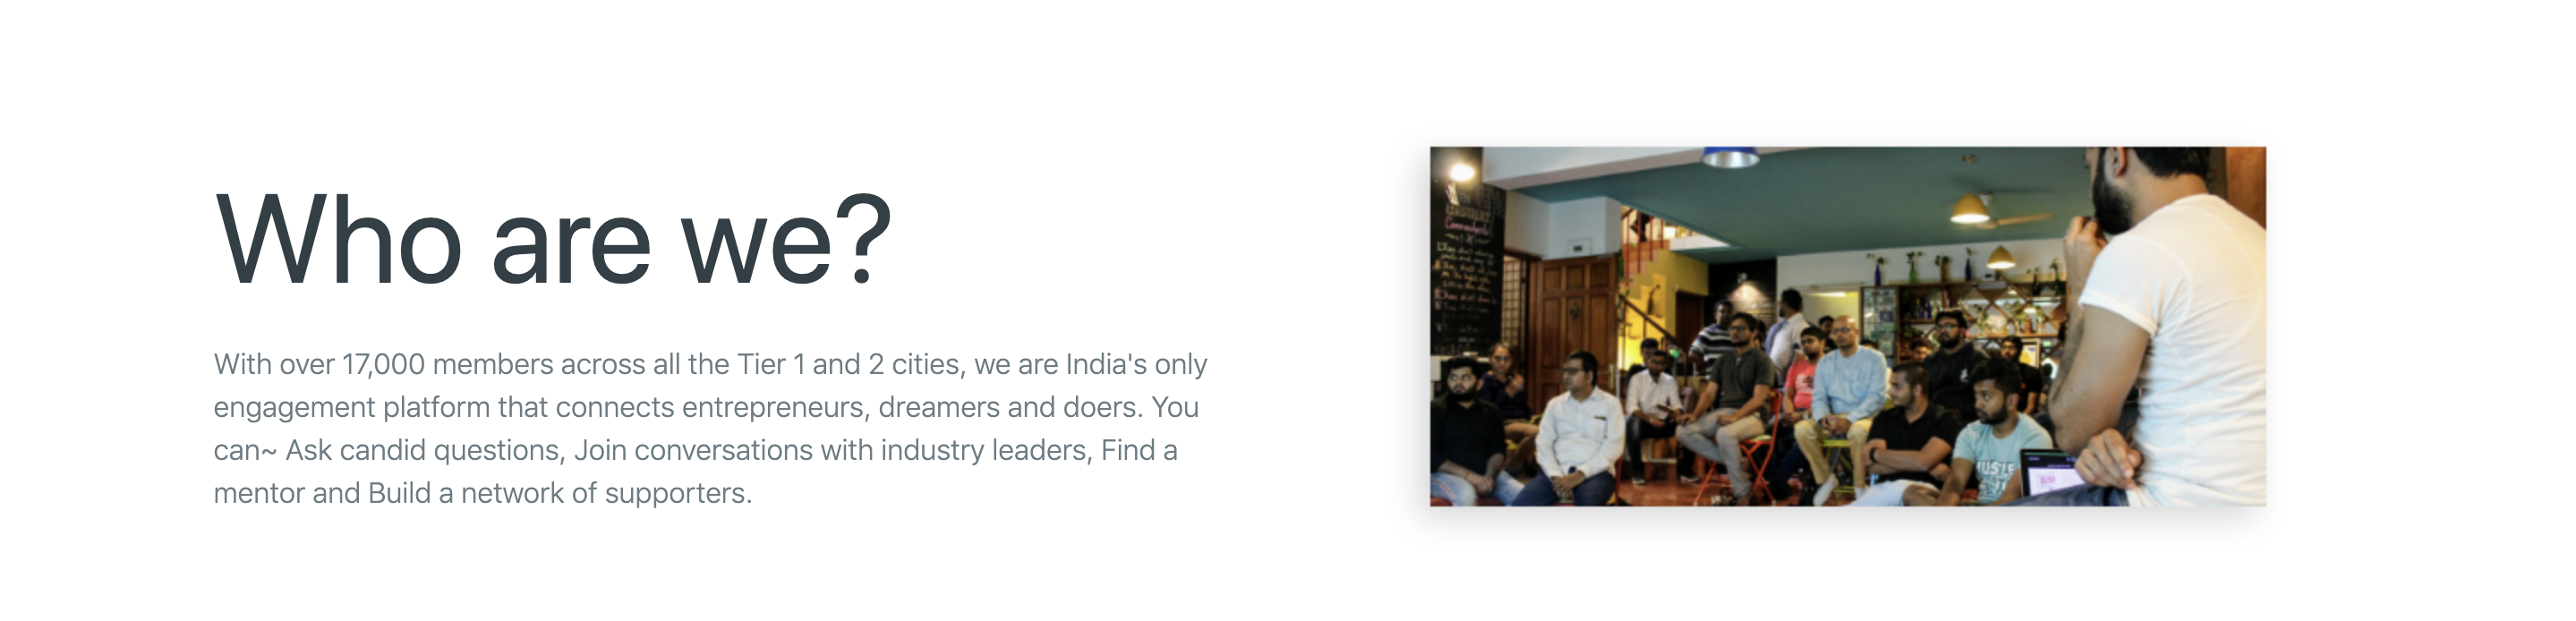 Who are we?
With over 17,000 members across all the Tier 1 and 2 cities, we are India's only
engagement platform that connects entrepreneurs, dreamers and doers. You
can~ Ask candid questions, Join conversations with industry leaders, Find a
mentor and Build a network of supporters.